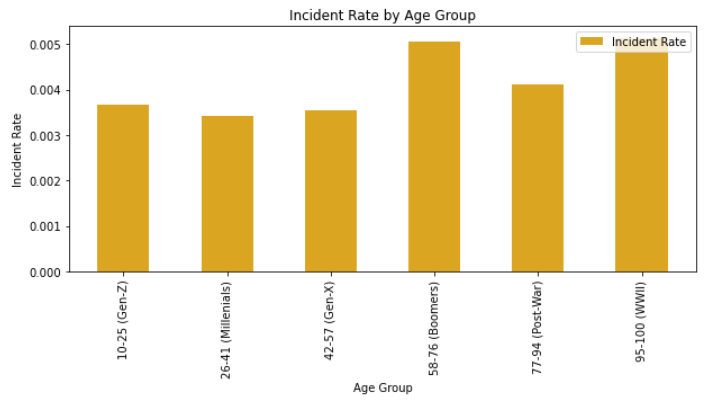 Incident Rate by Age Group
Incident Rate
0.005
0.004
0.003
0.002
0.001
0.000
Incident Rate
10-25 (Gen-Z)
26-41 (Millenials)
42-57 (Gen-X)
58-76 (Boomers)
77-94 (Post-War)
95-100 (WWII)
Age Group